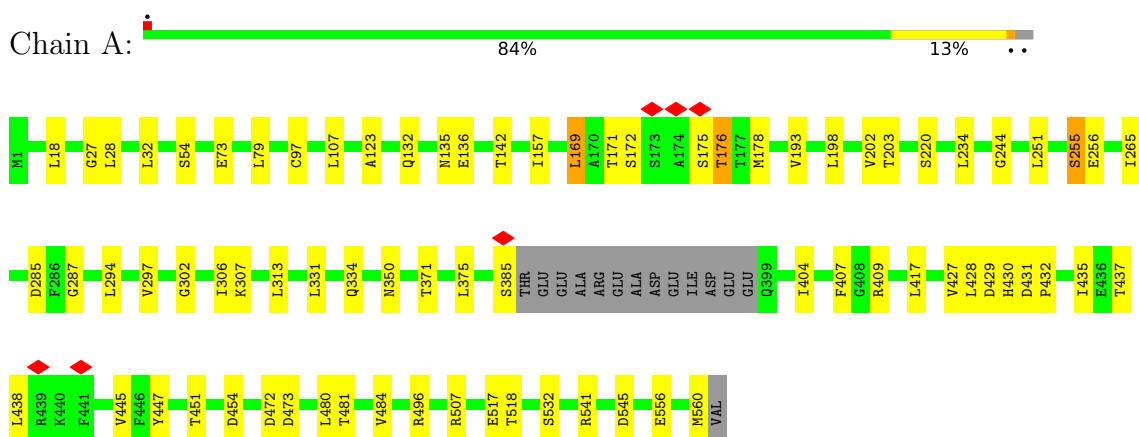 Chain A:
84% 13%
M1 L18 G27 L28 L32 S54 E73 L79 C97 L107 A123 Q132 N135 E136 T142 I157 L169 A170 T171 S172 S173 A174 S175 T176 T177 M178 V193 L198 V202 T203 S220 L234 G244 L251 S255 E256 I265
D285 F286 G287 L294 V297 G302 I306 K307 L313 L331 Q334 N350 T371 L375 S385 THR GLU GLU ALA ARG GLU ALA ASP GLU ILE ASP GLU GLU Q399 I404 F407 G408 R409 L417 V427 L428 D429 H430 D431 P432 I435 E436 T437
L438 R439 K440 F441 V445 F446 Y447 T451 D454 D472 D473 L480 T481 V484 R496 R507 E517 T518 S532 R541 D545 E556 M560 VAL